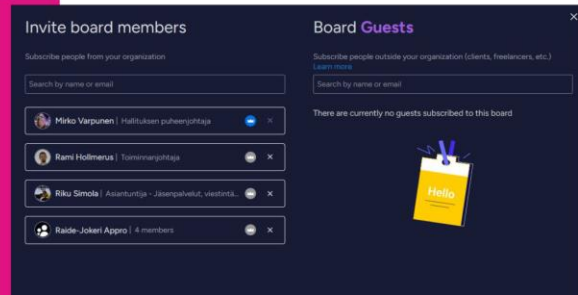 Invite board members
Subscribe people from your organization
Search by name or email
Mirko Varpunen | Hallituksen puheenjohtaja
Rami Hollmerus | Toiminnanjohtaja
Riku Simola | Asiantuntija - Jäsenpalvelut, viestintä...
Raide-Jokeri Appro | 4 members
Board Guests
Subscribe people outside your organization (clients, freelancers, etc.)
Learn more
Search by name or email
There are currently no guests subscribed to this board
Hello